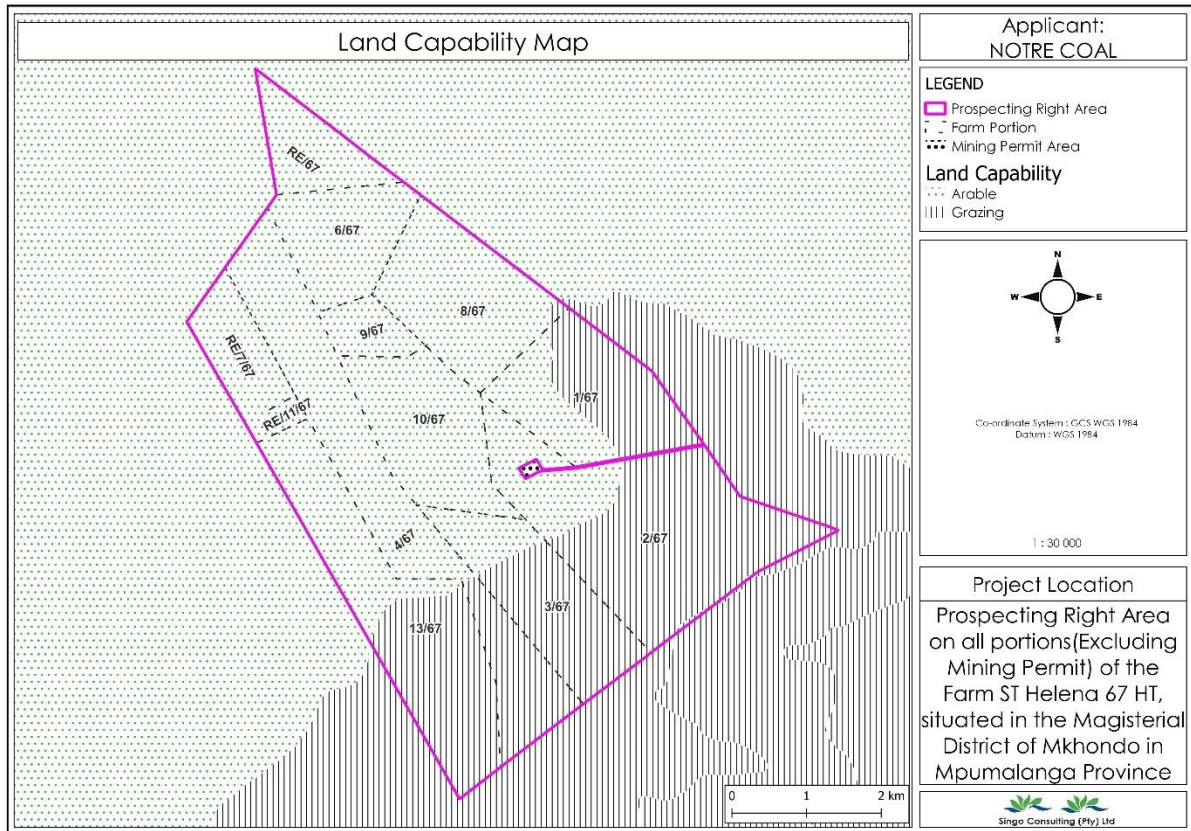 Land Capability Map
Applicant:
NOTRE COAL
LEGEND
Prospecting Right Area
Farm Portion
Mining Permit Area
Land Capability
Arable
Grazing
N
W
E
S
Co-ordinate System : GCS WGS 1984
Datum : WGS 1984
1 : 30 000
Project Location
Prospecting Right Area
on all portions(Excluding
Mining Permit) of the
Farm ST Helena 67 HT,
situated in the Magisterial
District of Mkhondo in
Mpumalanga Province
Singo Consulting (Pty) Ltd
RE/67
6/67
8/67
9/67
RE/7/67
1/67
RE/11/67
10/67
4/67
2/67
3/67
13/67
0 1 2 km